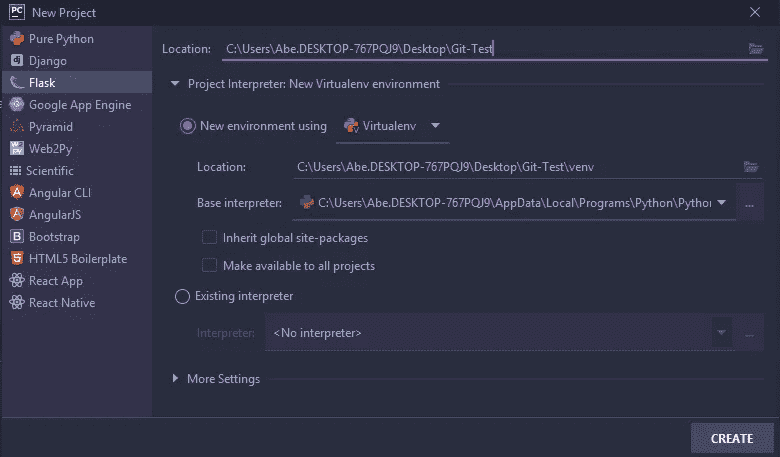 PC New Project
Pure Python
Django
Flask
Google App Engine
Pyramid
Web2Py
Scientific
Angular CLI
AngularJS
Bootstrap
HTML5 Boilerplate
React App
React Native
Location: C:\Users\Abe.DESKTOP-767PQJ9\Desktop\Git-Test
Project Interpreter: New Virtualenv environment
New environment using Virtualenv
Location: C:\Users\Abe.DESKTOP-767PQJ9\Desktop\Git-Test\venv
Base interpreter: C:\Users\Abe.DESKTOP-767PQJ9\AppData\Local\Programs\Python\Python ...
Inherit global site-packages
Make available to all projects
Existing interpreter
Interpreter: <No interpreter> ...
More Settings
CREATE